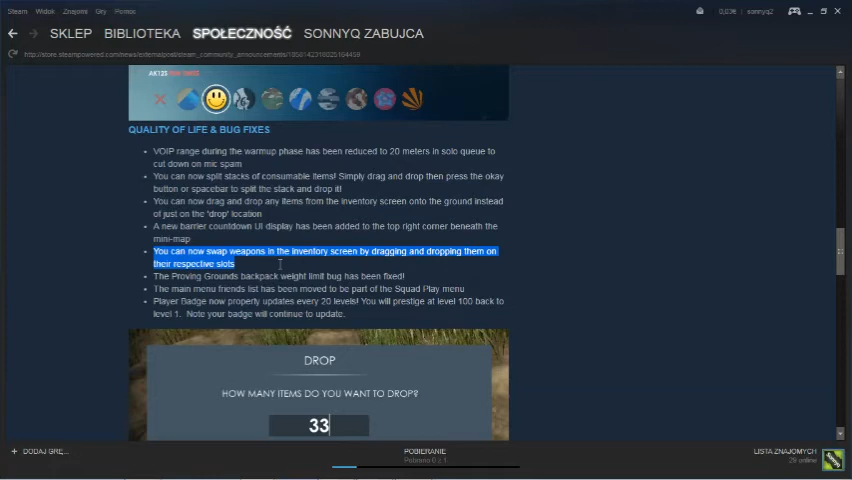 Steam Widok Znajomi Gry Pomoc 0,03€ sonnyq2
SKLEP BIBLIOTEKA SPOŁECZNOŚĆ SONNYQ ZABUJCA
AK12S
QUALITY OF LIFE & BUG FIXES
• VOIP range during the warmup phase has been reduced to 20 meters in solo queue to
cut down on mic spam
• You can now split stacks of consumable items! Simply drag and drop then press the okay
button or spacebar to split the stack and drop it!
• You can now drag and drop any items from the inventory screen onto the ground instead
of just on the "drop" location
• A new barrier countdown UI display has been added to the top right corner beneath the
mini-map
• You can now swap weapons in the inventory screen by dragging and dropping them on
their respective slots
• The Proving Grounds backpack weight limit bug has been fixed!
• The main menu friends list has been moved to be part of the Squad Play menu
• Player Badge now properly updates every 20 levels! You will prestige at level 100 back to
level 1. Note your badge will continue to update.
DROP
HOW MANY ITEMS DO YOU WANT TO DROP?
33
+ DODAJ GRĘ...
POBIERANIE
Pobrano 0 z 1
LISTA ZNAJOMYCH
29 online